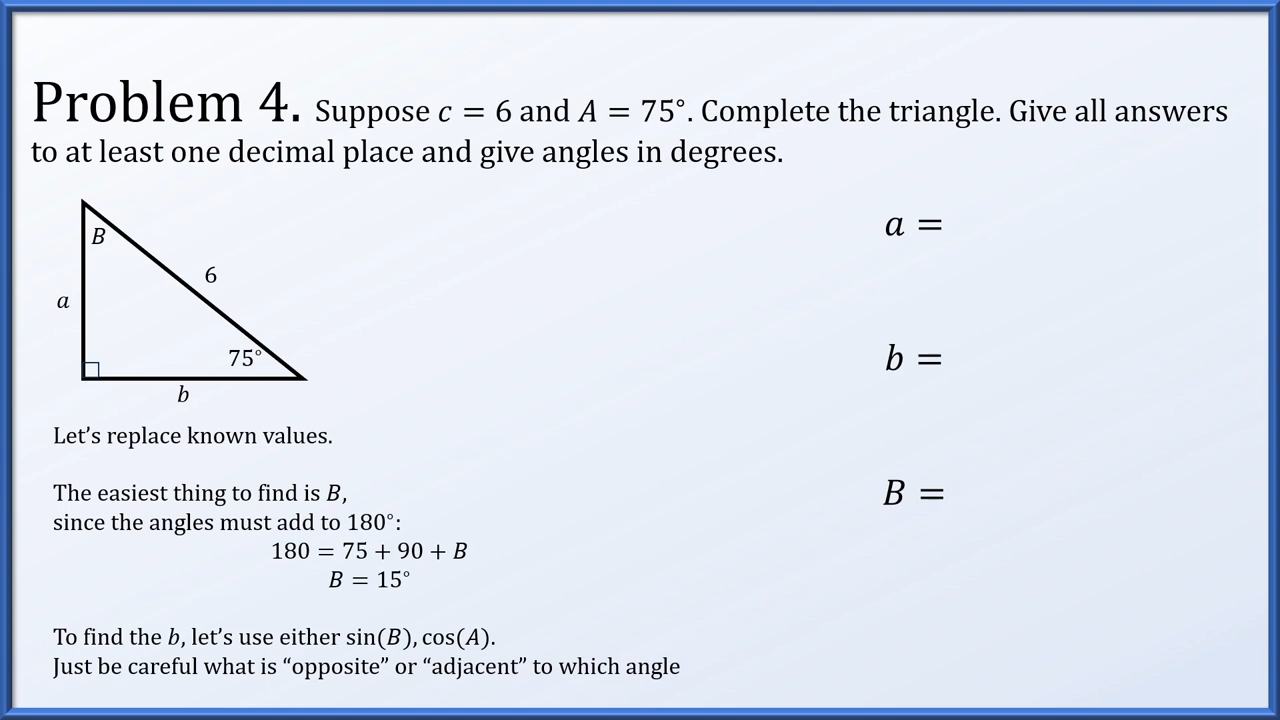 Problem 4. Suppose c = 6 and A = 75°. Complete the triangle. Give all answers
to at least one decimal place and give angles in degrees.
B
6
a
75°
b
a =
b =
B =
Let’s replace known values.
The easiest thing to find is B,
since the angles must add to 180°:
180 = 75 + 90 + B
B = 15°
To find the b, let’s use either sin(B), cos(A).
Just be careful what is “opposite” or “adjacent” to which angle